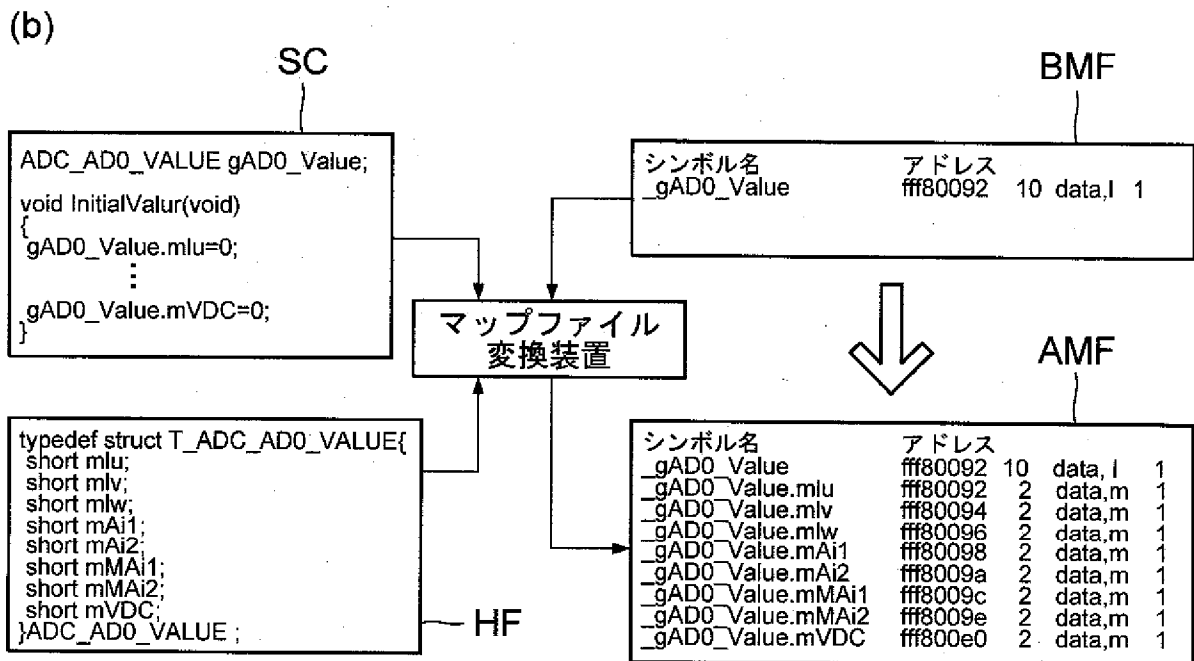 (b)
SC
ADC_AD0_VALUE gAD0_Value;
void InitialValur(void)
{
gAD0_Value.mlu=0;
⋮
gAD0_Value.mVDC=0;
}
BMF
シンボル名 アドレス
_gAD0_Value fff80092 10 data,l 1
マップファイル
変換装置
typedef struct T_ADC_AD0_VALUE{
short mlu;
short mlv;
short mlw;
short mAi1;
short mAi2;
short mMAi1;
short mMAi2;
short mVDC;
}ADC_AD0_VALUE ;
HF
AMF
シンボル名 アドレス
_gAD0_Value fff80092 10 data, l 1
_gAD0_Value.mlu fff80092 2 data,m 1
_gAD0_Value.mlv fff80094 2 data,m 1
_gAD0_Value.mlw fff80096 2 data,m 1
_gAD0_Value.mAi1 fff80098 2 data,m 1
_gAD0_Value.mAi2 fff8009a 2 data,m 1
_gAD0_Value.mMAi1 fff8009c 2 data,m 1
_gAD0_Value.mMAi2 fff8009e 2 data,m 1
_gAD0_Value.mVDC fff800e0 2 data,m 1